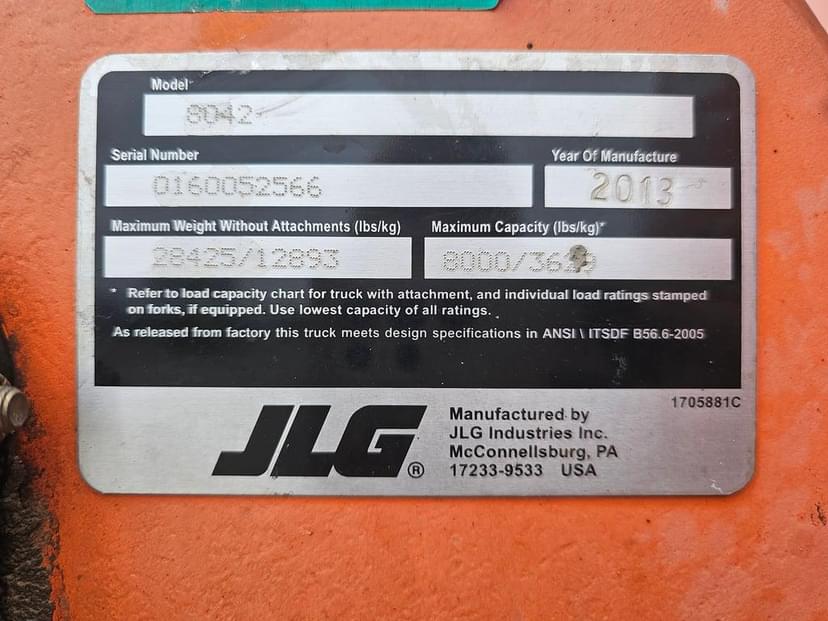 Model
8042
Serial Number
0160052566
Year Of Manufacture
2013
Maximum Weight Without Attachments (lbs/kg)
28425/12893
Maximum Capacity (lbs/kg)*
* Refer to load capacity chart for truck with attachment, and individual load ratings stamped
on forks, if equipped. Use lowest capacity of all ratings.
As released from factory this truck meets design specifications in ANSI \ ITSDF B56.6-2005
1705881C
JLG®
Manufactured by
JLG Industries Inc.
McConnellsburg, PA
17233-9533 USA